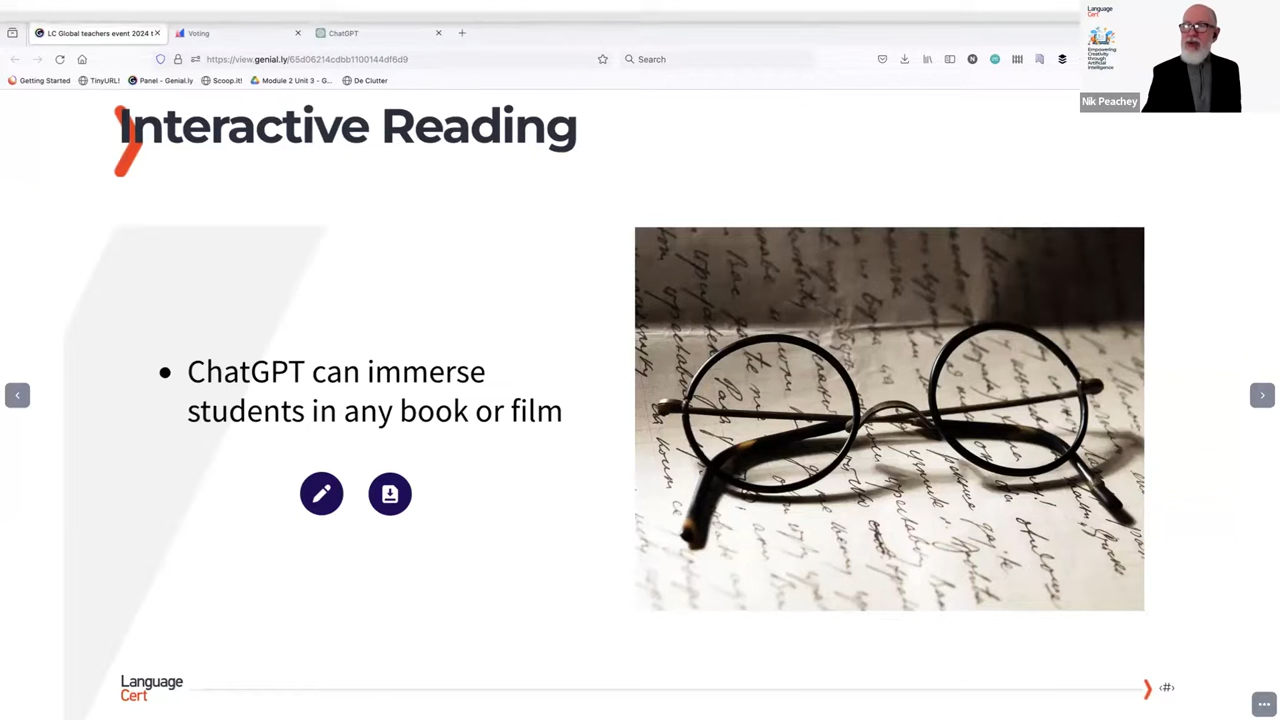 LC Global teachers event 2024 t
Voting
ChatGPT
https://view.genial.ly/65d0
Search
Getting Started
TinyURL!
Panel - Genial.ly
Scoop.it!
Module 2 Unit 3 - G...
De Clutter
Language
Cert
Empowering
Creativity
through
Artificial
Intelligence
Nik Peachey
Interactive Reading
• ChatGPT can immerse
students in any book or film
Language
Cert
‹#›